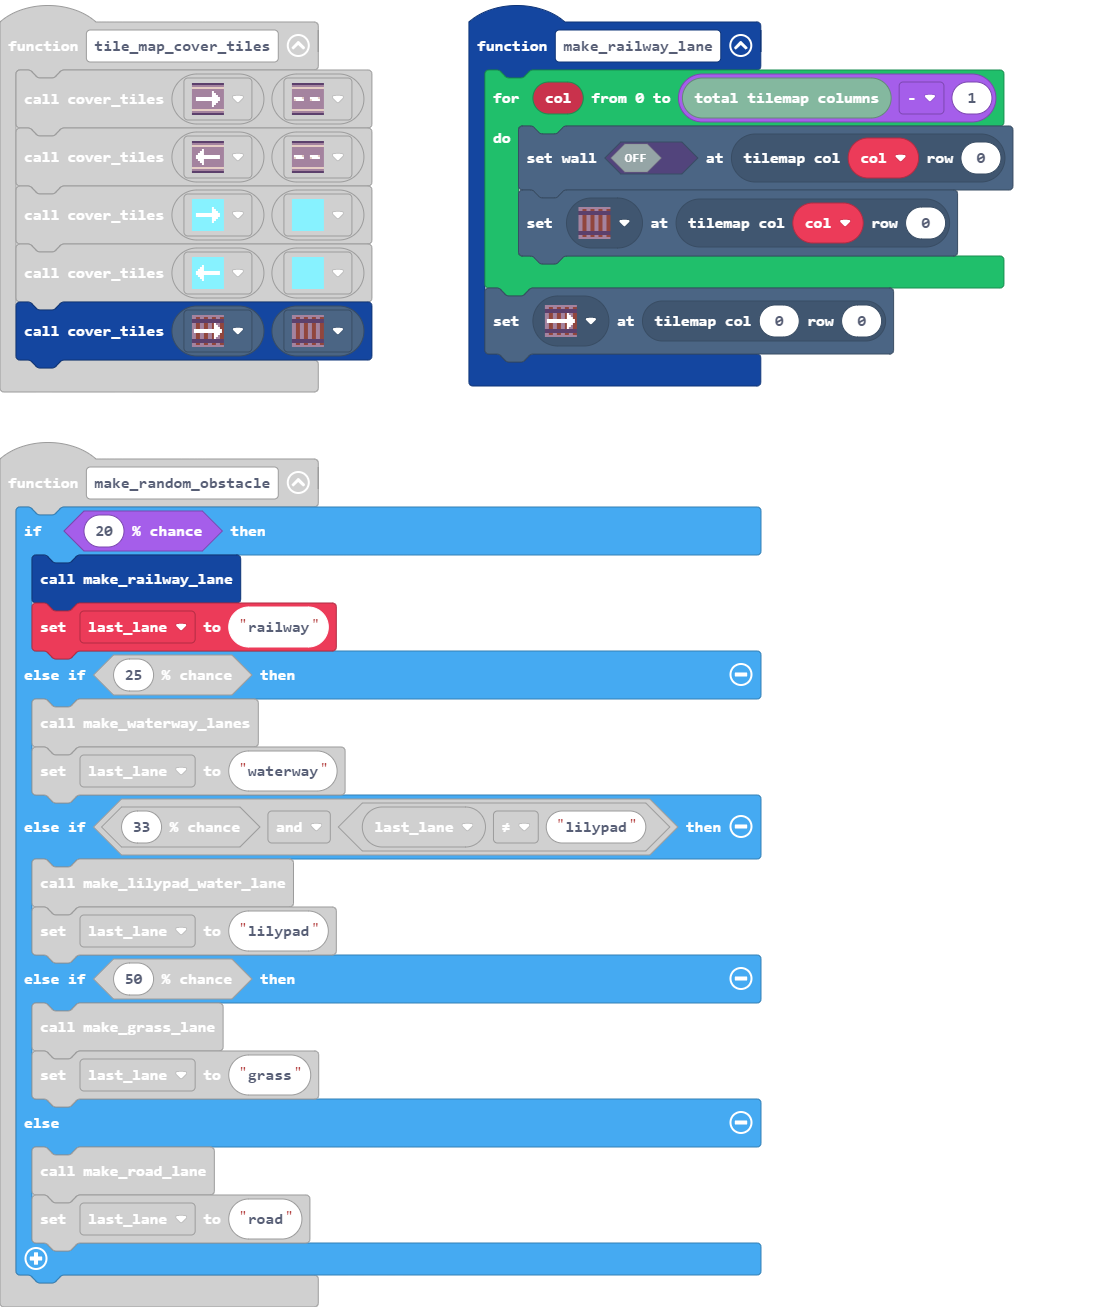 function tile_map_cover_tiles
call cover_tiles
call cover_tiles
call cover_tiles
call cover_tiles
call cover_tiles
function make_railway_lane
for col from 0 to total tilemap columns - 1
do
set wall OFF at tilemap col col row 0
set at tilemap col col row 0
set at tilemap col 0 row 0
function make_random_obstacle
if 20 % chance then
call make_railway_lane
set last_lane to "railway"
else if 25 % chance then
call make_waterway_lanes
set last_lane to "waterway"
else if 33 % chance and last_lane ≠ "lilypad" then
call make_lilypad_water_lane
set last_lane to "lilypad"
else if 50 % chance then
call make_grass_lane
set last_lane to "grass"
else
call make_road_lane
set last_lane to "road"